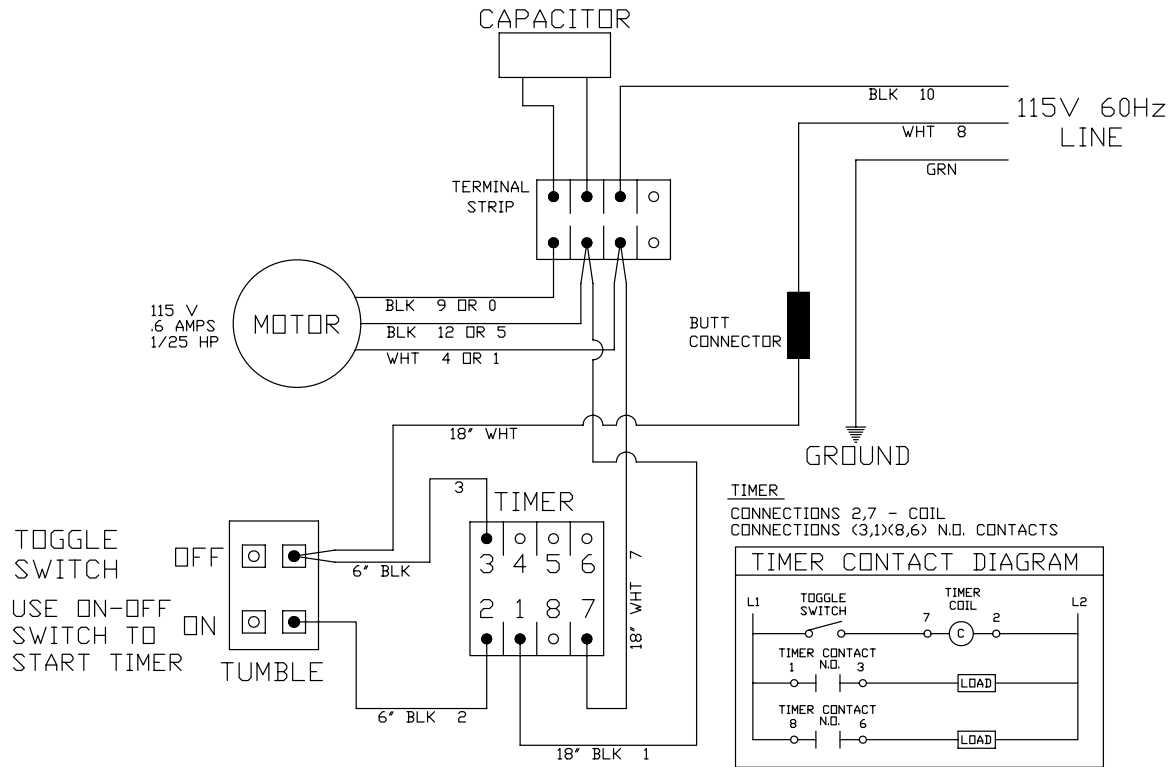 CAPACITOR
BLK 10
115V 60Hz
LINE
WHT 8
GRN
TERMINAL
STRIP
115 V
.6 AMPS
1/25 HP
MOTOR
BLK 9 OR 0
BLK 12 OR 5
WHT 4 OR 1
BUTT
CONNECTOR
18" WHT
GROUND
3
TIMER
TOGGLE
SWITCH
OFF
6" BLK
USE ON-OFF
SWITCH TO
START TIMER
ON
TUMBLE
3 4 5 6
2 1 8 7
18" WHT 7
6" BLK 2
18" BLK 1
TIMER
CONNECTIONS 2,7 - COIL
CONNECTIONS (3,1)(8,6) N.O. CONTACTS
TIMER CONTACT DIAGRAM
L1
TOGGLE
SWITCH
TIMER
COIL
L2
7 C 2
TIMER CONTACT
N.O.
1 3
LOAD
TIMER CONTACT
N.O.
8 6
LOAD